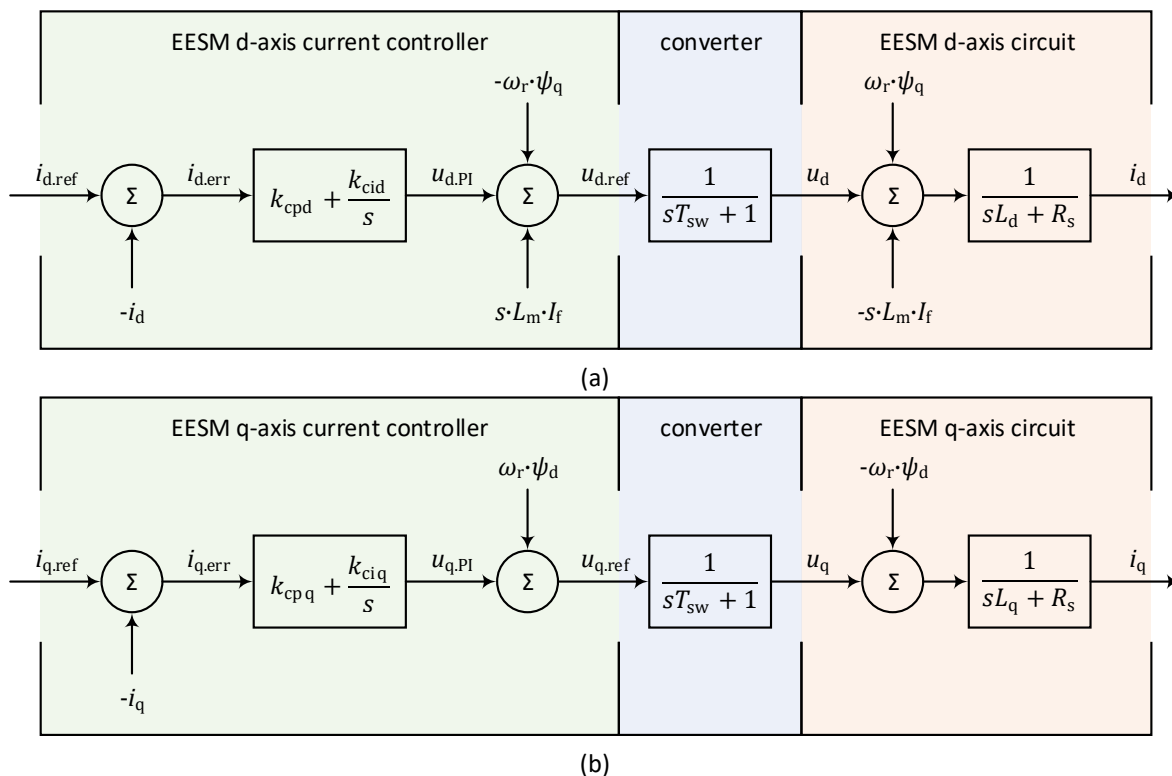 EESM d-axis current controller converter EESM d-axis circuit
-ωr·ψq ωr·ψq
id.ref Σ id.err kcpd + kcid/s ud.PI Σ ud.ref 1/(sTsw + 1) ud Σ 1/(sLd + Rs) id
-id s·Lm·If -s·Lm·If
(a)
EESM q-axis current controller converter EESM q-axis circuit
ωr·ψd -ωr·ψd
iq.ref Σ iq.err kcpq + kciq/s uq.PI Σ uq.ref 1/(sTsw + 1) uq Σ 1/(sLq + Rs) iq
-iq
(b)